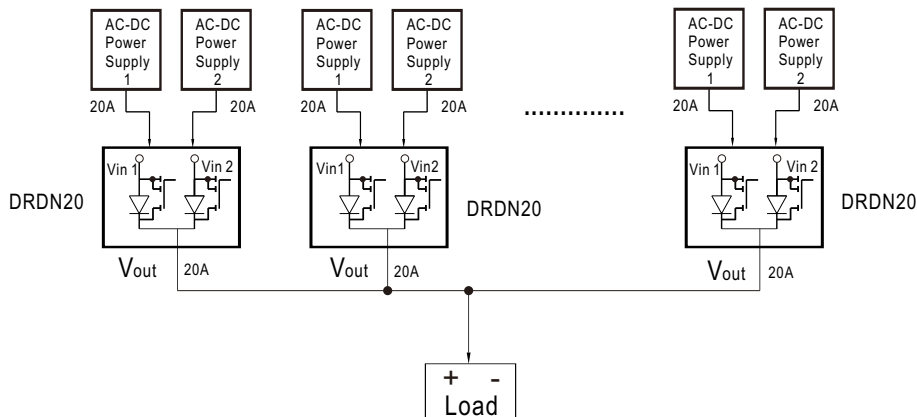 AC-DC
Power
Supply
1
AC-DC
Power
Supply
2
AC-DC
Power
Supply
1
AC-DC
Power
Supply
2
AC-DC
Power
Supply
1
AC-DC
Power
Supply
2
20A
20A
20A
20A
20A
20A
..............
Vin 1
Vin 2
Vin1
Vin2
Vin 1
Vin 2
DRDN20
DRDN20
DRDN20
Vout
20A
Vout
20A
Vout
20A
+ -
Load